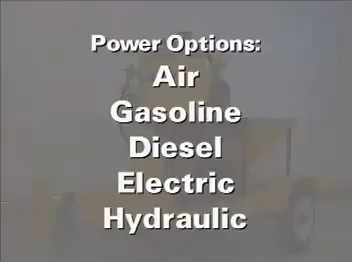 Power Options:
Air
Gasoline
Diesel
Electric
Hydraulic